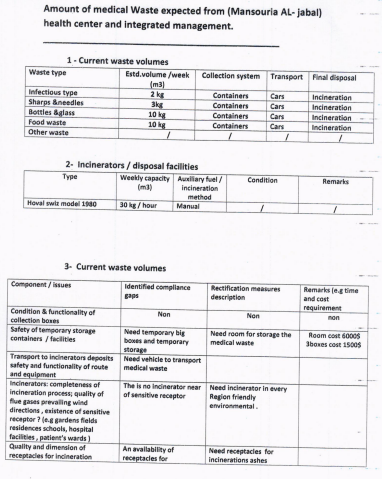 Amount of medical Waste expected from (Mansouria AL- jabal)
health center and integrated management.
1 - Current waste volumes
Waste type Estd.volume /week (m3) Collection system Transport Final disposal
Infectious type 2 kg Containers Cars Incineration
Sharps &needles 3kg Containers Cars Incineration
Bottles &glass 10 kg Containers Cars Incineration
Food waste 10 kg Containers Cars Incineration
Other waste / / / /
2- Incinerators / disposal facilities
Type Weekly capacity (m3) Auxiliary fuel / incineration method Condition Remarks
Hoval swiz model 1980 30 kg / hour Manual / /
3- Current waste volumes
Component / issues Identified compliance gaps Rectification measures description Remarks (e.g time and cost requirement
Condition & functionality of collection boxes Non Non non
Safety of temporary storage containers / facilities Need temporary big boxes and temporary storage Need room for storage the medical waste Room cost 6000$ 3boxes cost 1500$
Transport to incinerators deposits safety and functionality of route and equipment Need vehicle to transport medical waste
Incinerators: completeness of incineration process; quality of flue gases prevailing wind directions , existence of sensitive receptor ? (e.g gardens fields residences schools, hospital facilities , patient's wards ) The is no incinerator near of sensitive receptor Need incinerator in every Region friendly environmental .
Quality and dimension of receptacles for incineration An availability of receptacles for Need receptacles for incinerations ashes